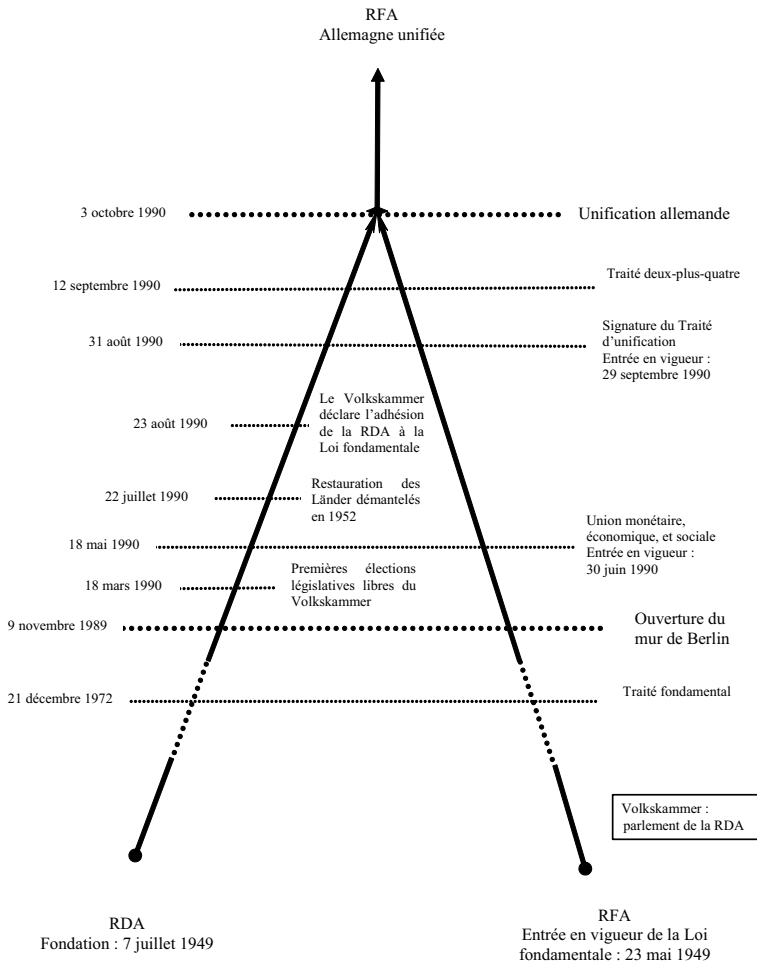 RFA
Allemagne unifiée
3 octobre 1990
Unification allemande
12 septembre 1990
Traité deux-plus-quatre
31 août 1990
Signature du Traité
d’unification
Entrée en vigueur :
29 septembre 1990
23 août 1990
Le Volkskammer
déclare l’adhésion
de la RDA à la
Loi fondamentale
22 juillet 1990
Restauration des
Länder démantelés
en 1952
18 mai 1990
Union monétaire,
économique, et sociale
Entrée en vigueur :
30 juin 1990
18 mars 1990
Premières élections
législatives libres du
Volkskammer
9 novembre 1989
Ouverture du
mur de Berlin
21 décembre 1972
Traité fondamental
Volkskammer :
parlement de la RDA
RDA
Fondation : 7 juillet 1949
RFA
Entrée en vigueur de la Loi
fondamentale : 23 mai 1949